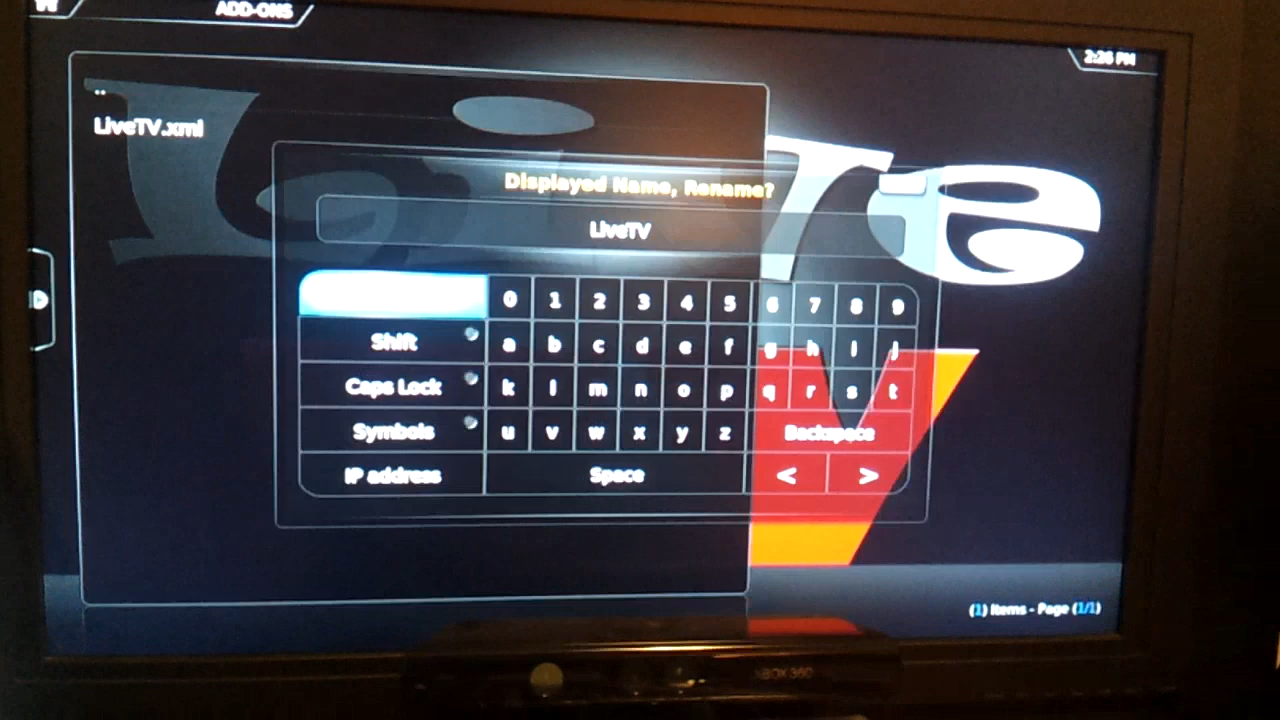 ADD-ONS
2:26 PM
..
LiveTV.xml
Displayed Name, Rename?
LiveTV
0 1 2 3 4 5 6 7 8 9
Shift a b c d e f g h i j
Caps Lock k l m n o p q r s t
Symbols u v w x y z Backspace
IP address Space < >
(1) Items - Page (1/1)
XBOX 360